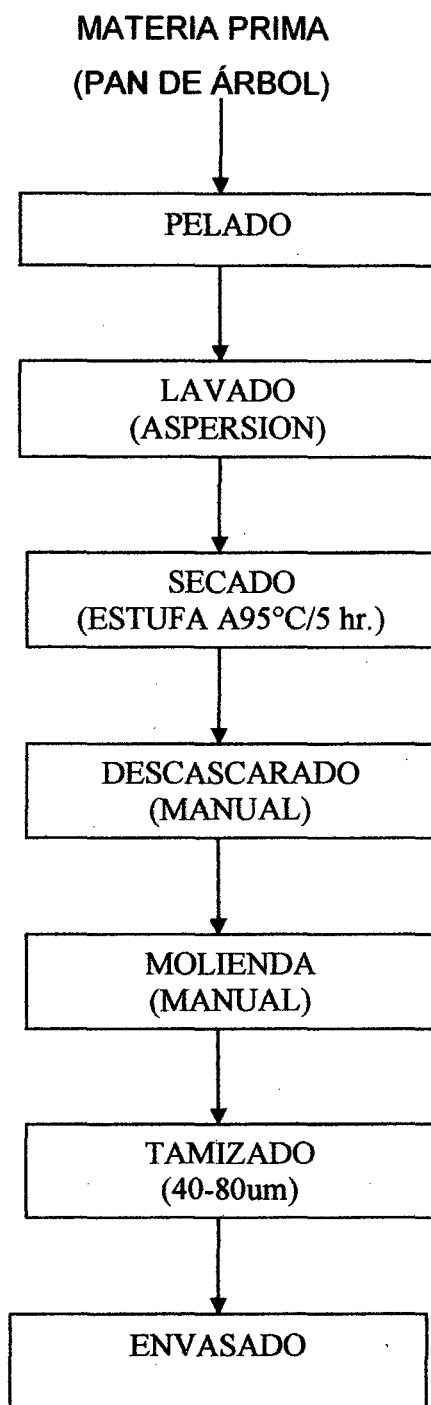 MATERIA PRIMA
(PAN DE ÁRBOL)
PELADO
LAVADO
(ASPERSION)
SECADO
(ESTUFA A95°C/5 hr.)
DESCASCARADO
(MANUAL)
MOLIENDA
(MANUAL)
TAMIZADO
(40-80um)
ENVASADO